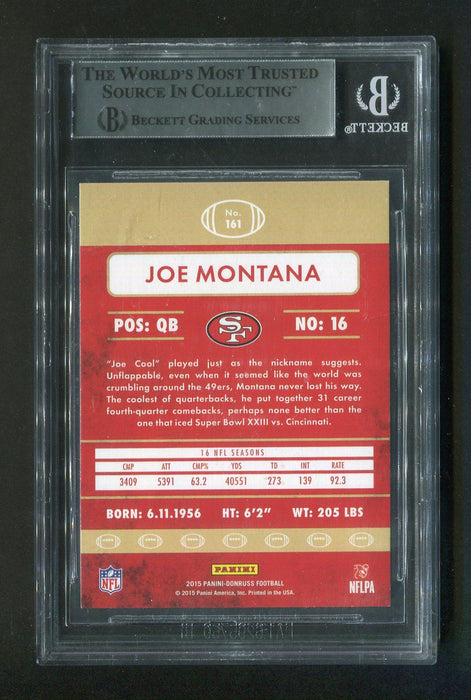 THE WORLD'S MOST TRUSTED
SOURCE IN COLLECTING™
B BECKETT GRADING SERVICES
B
BECKETT®
No.
161
JOE MONTANA
POS: QB
SF
NO: 16
"Joe Cool" played just as the nickname suggests.
Unflappable, even when it seemed like the world was
crumbling around the 49ers, Montana never lost his way.
The coolest of quarterbacks, he put together 31 career
fourth-quarter comebacks, perhaps none better than the
one that iced Super Bowl XXIII vs. Cincinnati.
16 NFL SEASONS
CMP ATT CMP% YDS TD INT RATE
3409 5391 63.2 40551 273 139 92.3
BORN: 6.11.1956 HT: 6'2" WT: 205 LBS
NFL
PANINI
2015 PANINI-DONRUSS FOOTBALL
© 2015 Panini America, Inc. Printed in the USA.
NFLPA